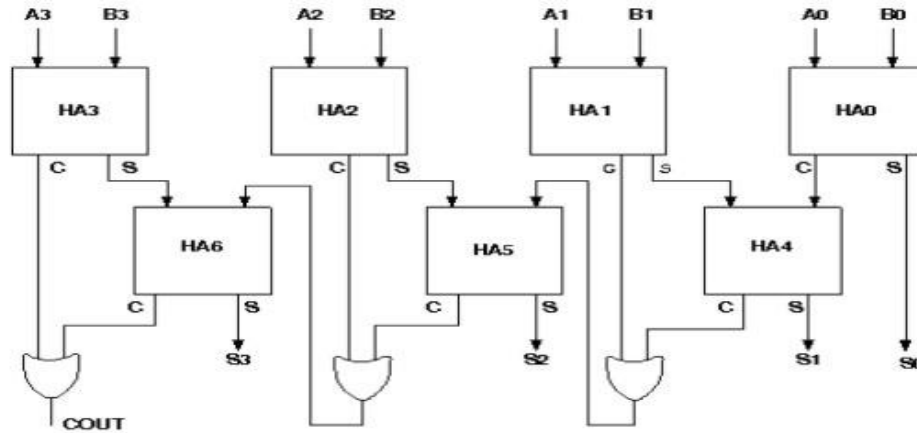 A3 B3 A2 B2 A1 B1 A0 B0
HA3 HA2 HA1 HA0
C S C S C S C S
HA6 HA5 HA4
C S C S C S
S3 S2 S1 S0
COUT